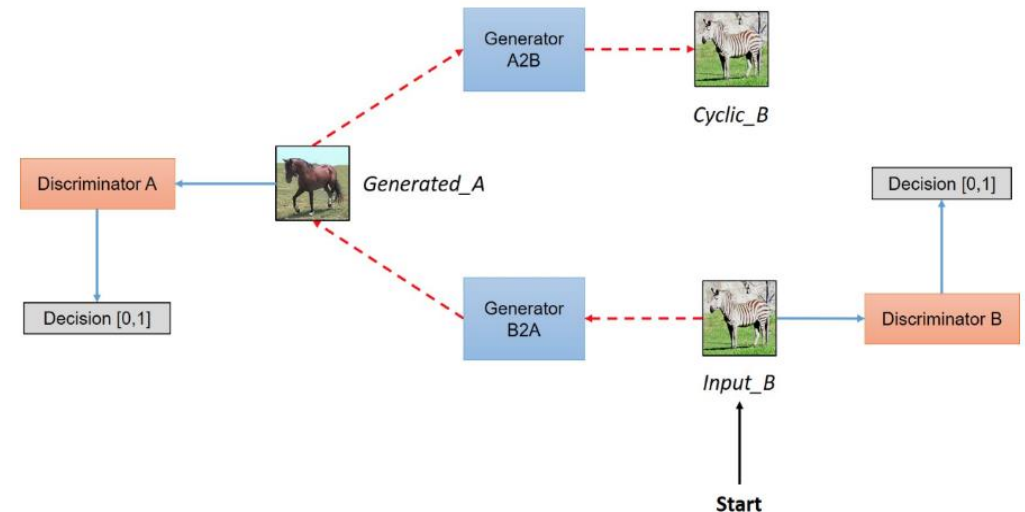 Generator
A2B
Cyclic_B
Discriminator A
Generated_A
Decision [0,1]
Decision [0,1]
Generator
B2A
Discriminator B
Input_B
Start